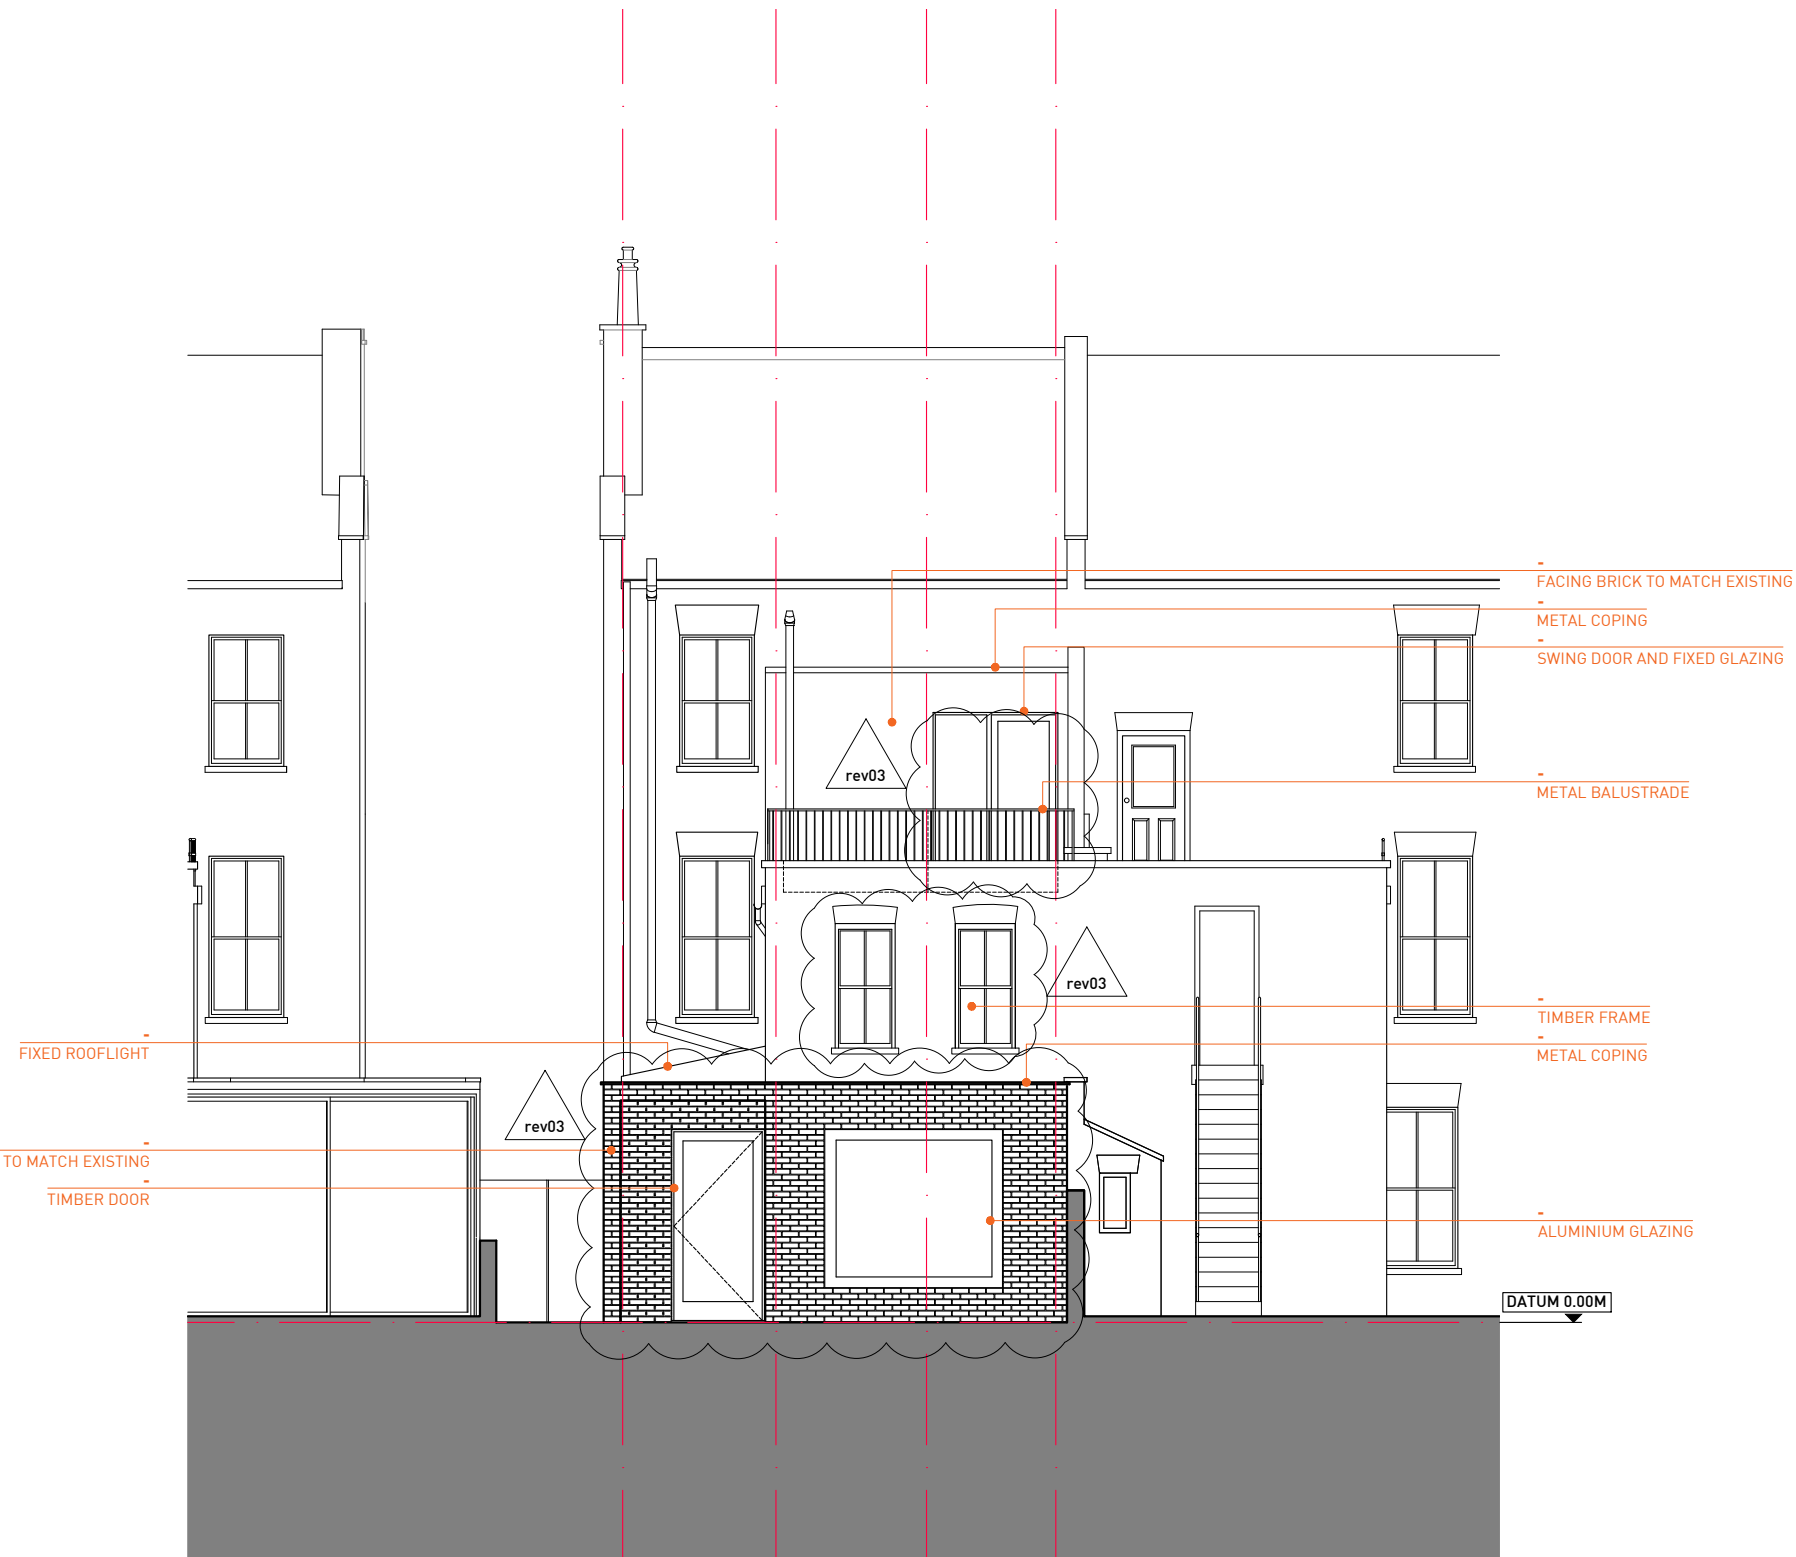 -
FACING BRICK TO MATCH EXISTING
-
METAL COPING
-
SWING DOOR AND FIXED GLAZING
rev03
-
METAL BALUSTRADE
rev03
-
TIMBER FRAME
-
FIXED ROOFLIGHT
-
METAL COPING
rev03
-
TO MATCH EXISTING
-
TIMBER DOOR
-
ALUMINIUM GLAZING
DATUM 0.00M